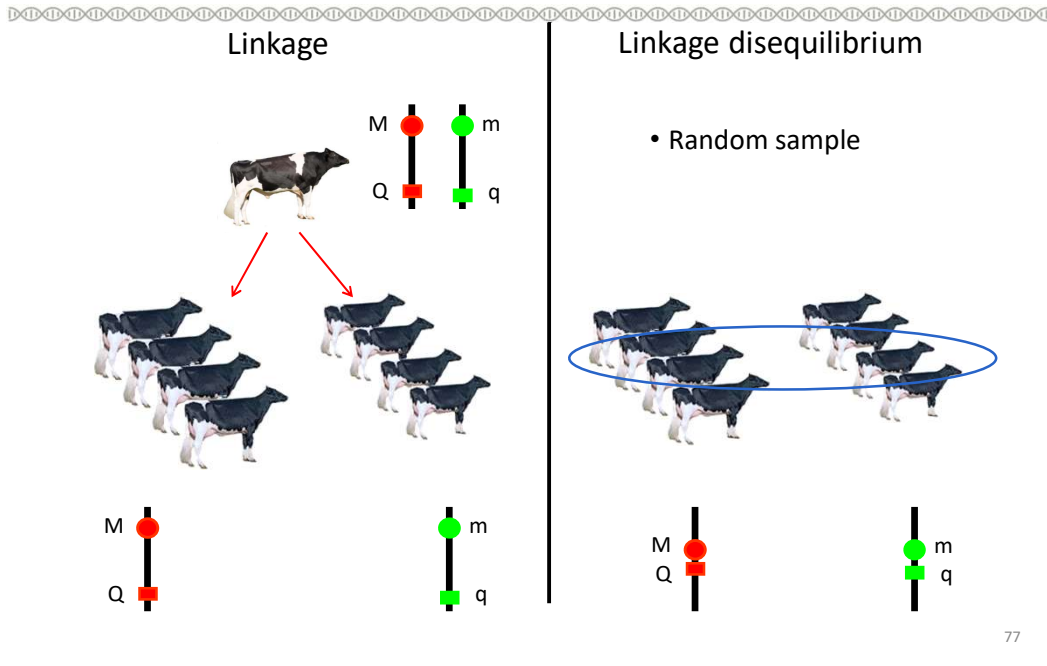 Linkage
M m
Q q
M m
Q q
Linkage disequilibrium
• Random sample
M m
Q q
77